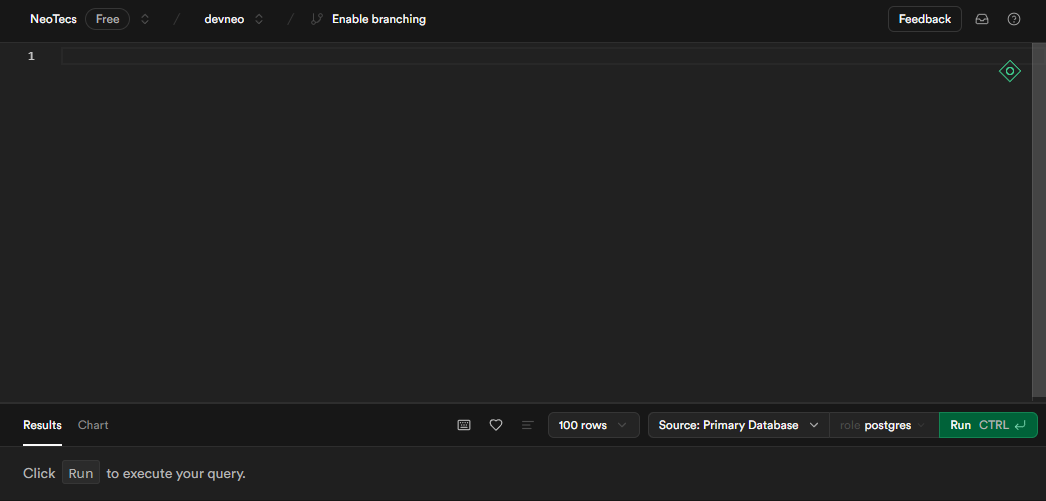 NeoTecs Free / devneo / Enable branching Feedback
1
Results Chart 100 rows Source: Primary Database role postgres Run CTRL
Click Run to execute your query.